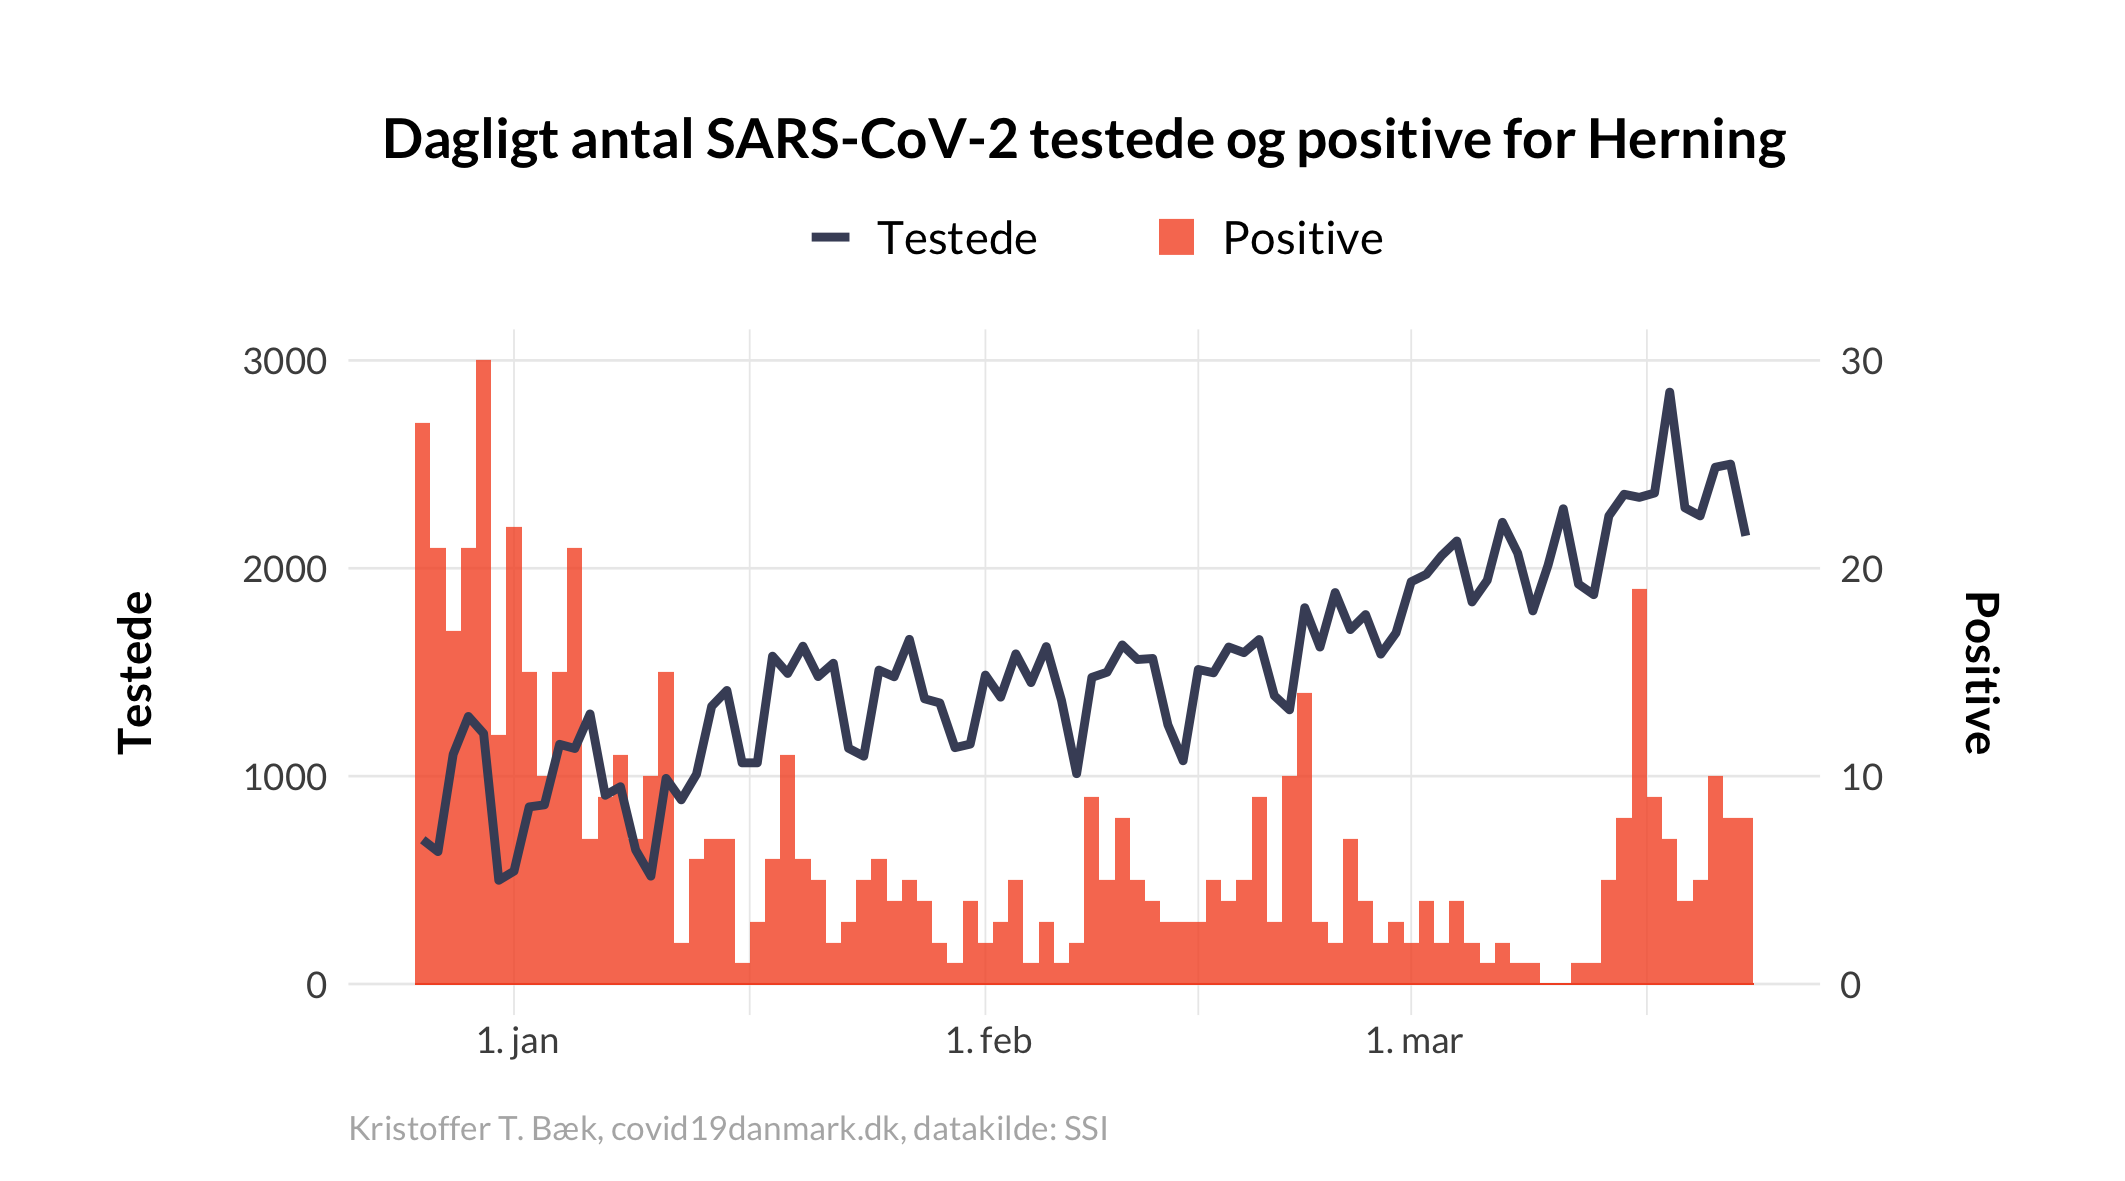 Dagligt antal SARS-CoV-2 testede og positive for Herning
Testede
Positive
3000
2000
1000
0
Testede
30
20
10
0
Positive
1. jan
1. feb
1. mar
Kristoffer T. Bæk, covid19danmark.dk, datakilde: SSI